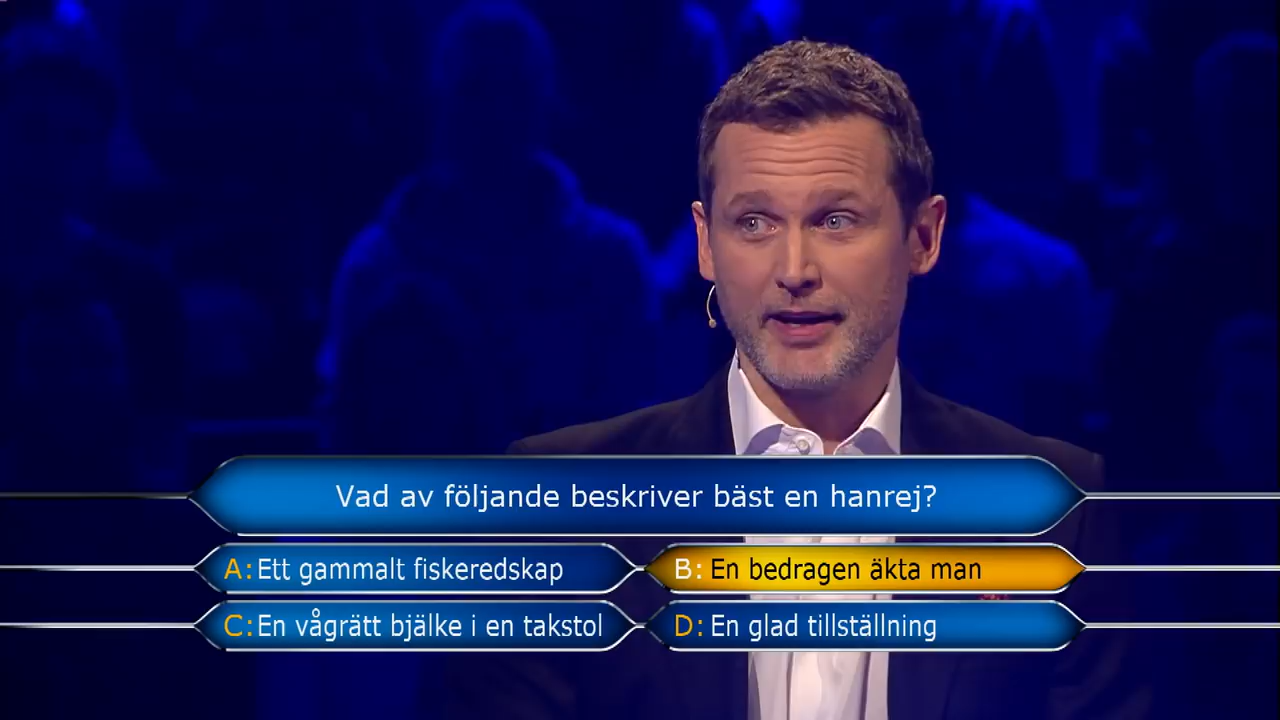 Vad av följande beskriver bäst en hanrej?
A: Ett gammalt fiskeredskap
B: En bedragen äkta man
C: En vågrätt bjälke i en takstol
D: En glad tillställning